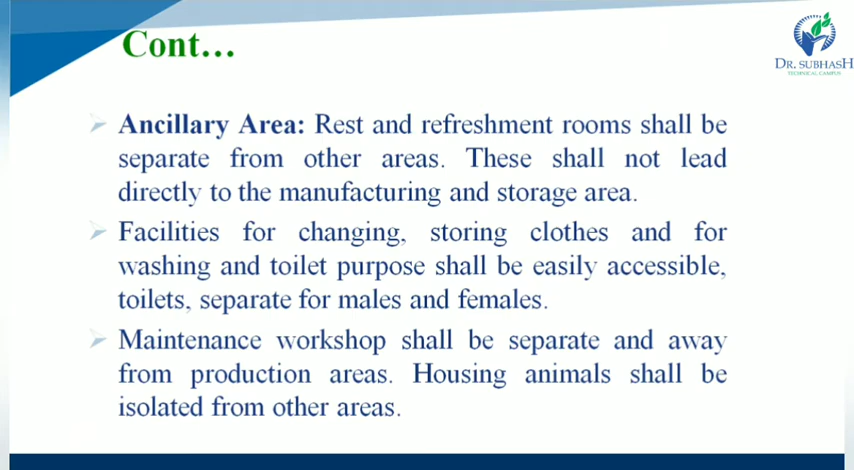 Cont...
DR. SUBHASH
TECHNICAL CAMPUS
Ancillary Area: Rest and refreshment rooms shall be
separate from other areas. These shall not lead
directly to the manufacturing and storage area.
Facilities for changing, storing clothes and for
washing and toilet purpose shall be easily accessible,
toilets, separate for males and females.
Maintenance workshop shall be separate and away
from production areas. Housing animals shall be
isolated from other areas.